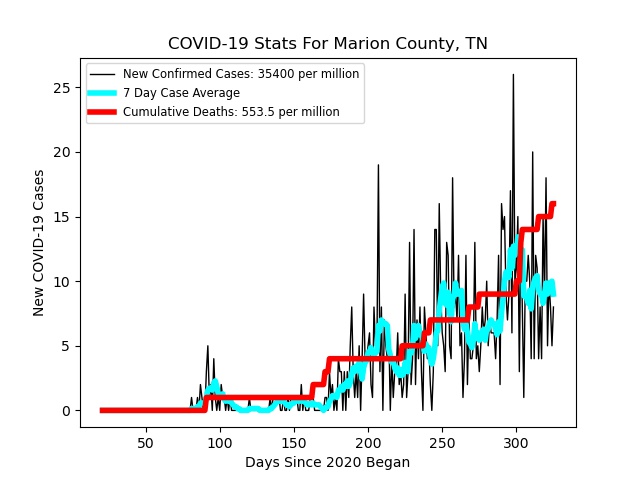 COVID-19 Stats For Marion County, TN
New Confirmed Cases: 35400 per million
7 Day Case Average
Cumulative Deaths: 553.5 per million
New COVID-19 Cases
25
20
15
10
5
0
50 100 150 200 250 300
Days Since 2020 Began